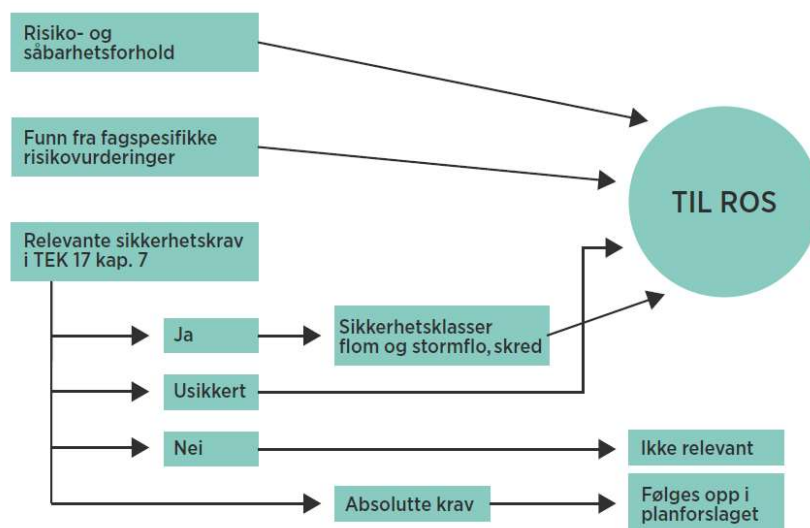 Risiko- og
såbarhetsforhold
Funn fra fagspesifikke
risikovurderinger
TIL ROS
Relevante sikkerhetskrav
i TEK 17 kap. 7
Ja
Sikkerhetsklasser
flom og stormflo, skred
Usikkert
Nei
Ikke relevant
Absolutte krav
Følges opp i
planforslaget